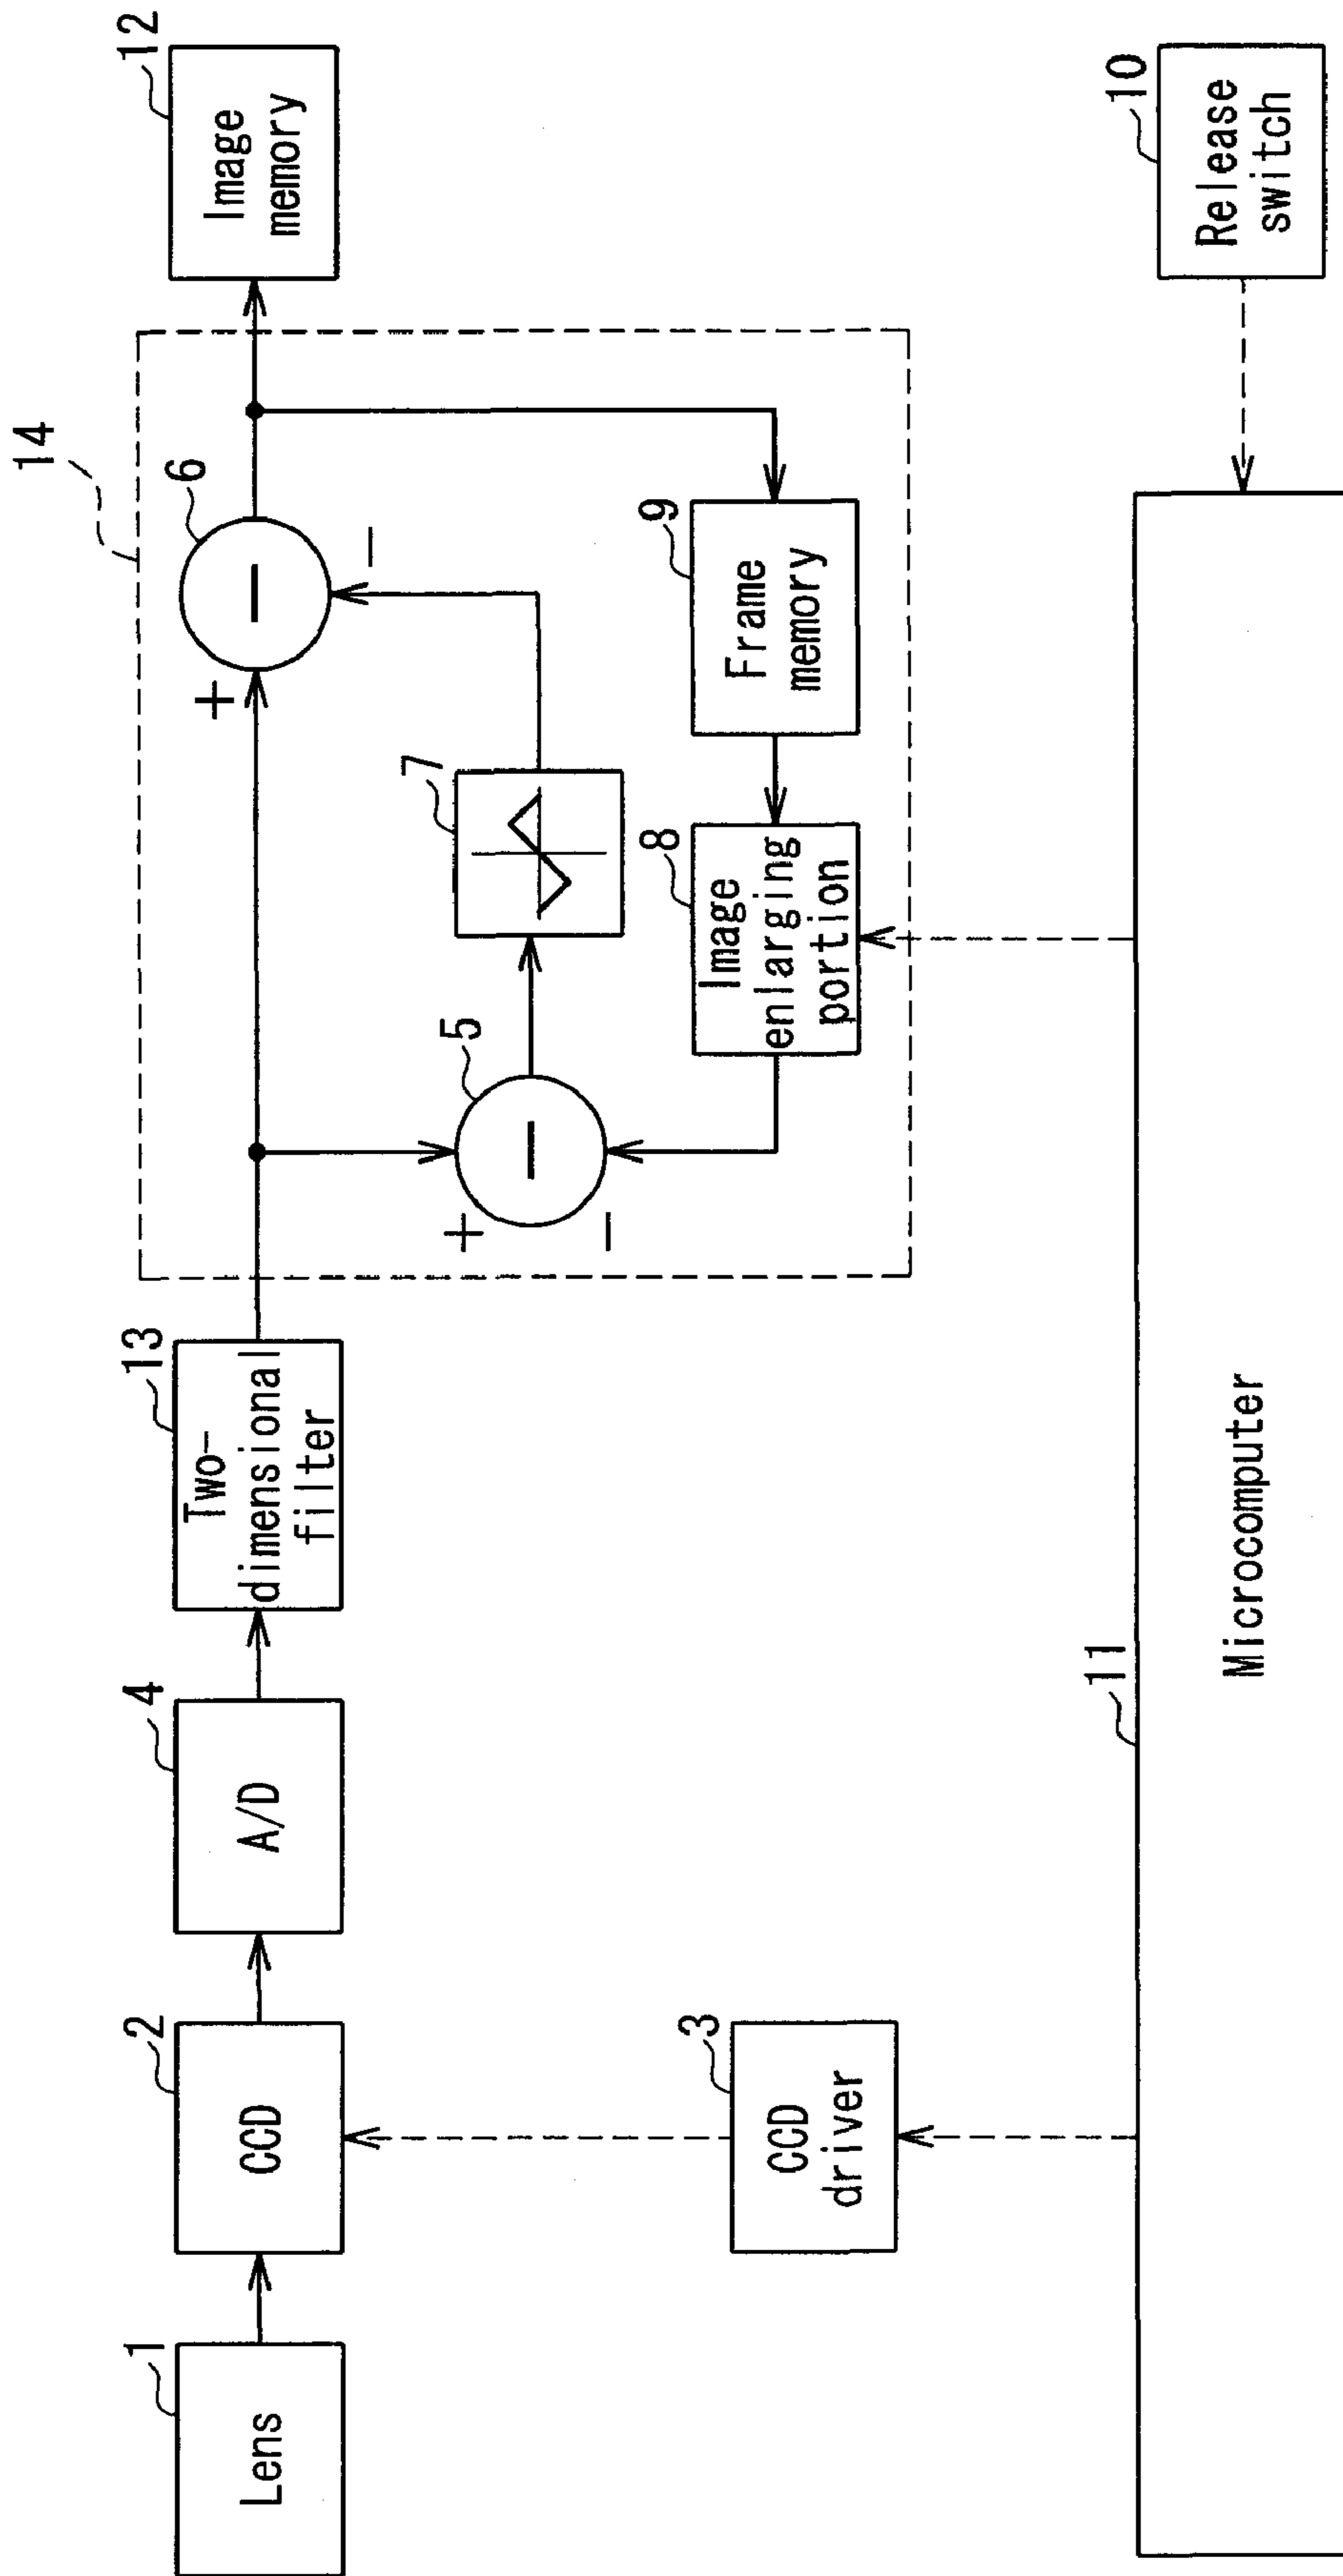 1
Lens
2
CCD
4
A/D
13
Two-
dimensional
filter
14
+
6
−
−
12
Image
memory
5
−
+
−
7
8
Image
enlarging
portion
9
Frame
memory
3
CCD
driver
11
Microcomputer
10
Release
switch